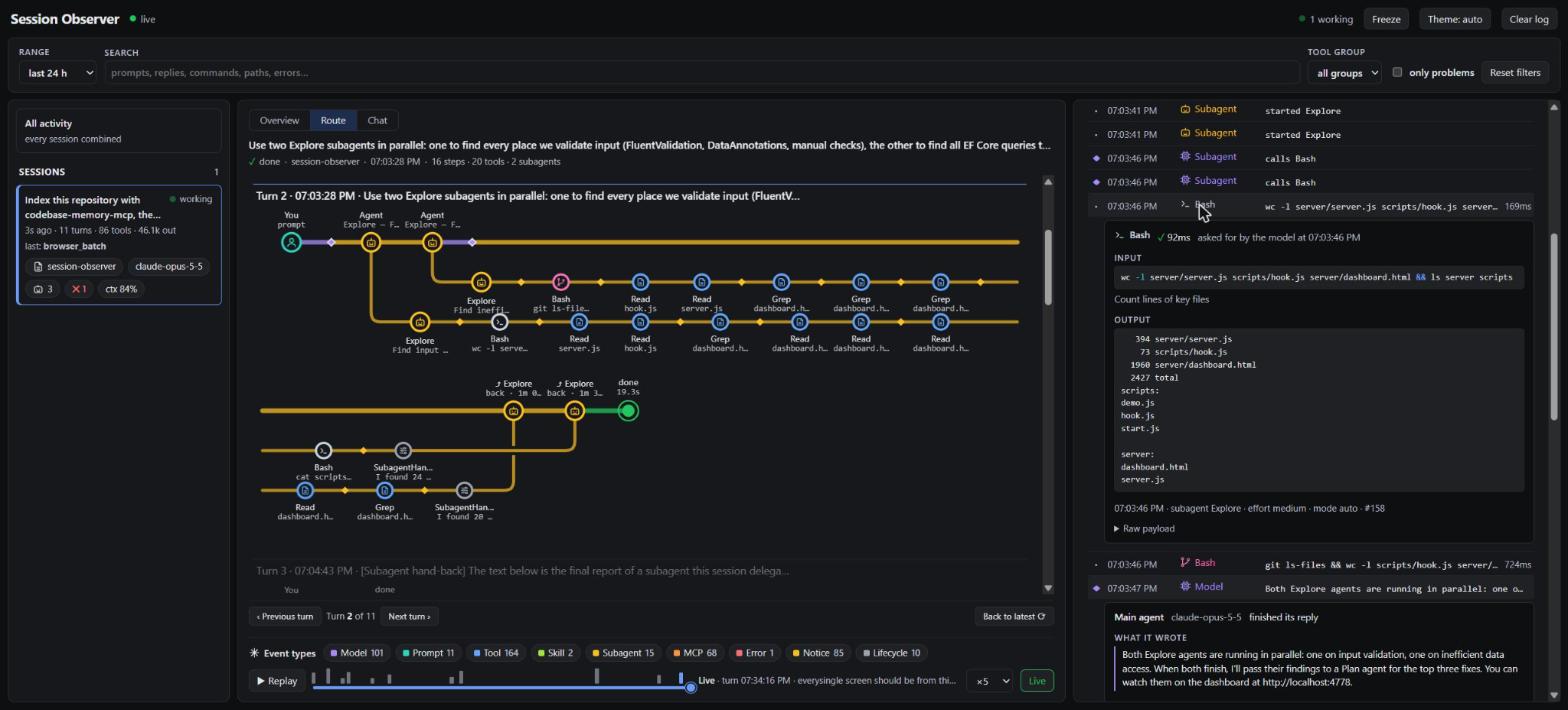 Session Observer
live
1 working
Freeze
Theme: auto
Clear log
RANGE
last 24 h
SEARCH
prompts, replies, commands, paths, errors...
TOOL GROUP
all groups
only problems
Reset filters
All activity
every session combined
SESSIONS 1
Index this repository with
codebase-memory-mcp, the...
working
3s ago · 11 turns · 86 tools · 46.1k out
last: browser_batch
session-observer
claude-opus-5-5
3
✕1
ctx 84%
Overview
Route
Chat
Use two Explore subagents in parallel: one to find every place we validate input (FluentValidation, DataAnnotations, manual checks), the other to find all EF Core queries t...
✓ done · session-observer · 07:03:28 PM · 16 steps · 20 tools · 2 subagents
Turn 2 · 07:03:28 PM · Use two Explore subagents in parallel: one to find every place we validate input (FluentV...
You
prompt
Agent
Explore — F...
Agent
Explore — F...
Explore
Find ineffi...
Bash
git ls-file...
Read
hook.js
Read
server.js
Grep
dashboard.h...
Grep
dashboard.h...
Grep
dashboard.h...
Explore
Find input ...
Bash
wc -l serve...
Read
server.js
Read
hook.js
Grep
dashboard.h...
Read
dashboard.h...
Read
dashboard.h...
Read
dashboard.h...
Explore
back · 1m 0...
Explore
back · 1m 3...
done
19.3s
Bash
cat scripts...
SubagentHan...
I found 24 ...
Read
dashboard.h...
Grep
dashboard.h...
SubagentHan...
I found 20 ...
Turn 3 · 07:04:43 PM · [Subagent hand-back] The text below is the final report of a subagent this session delega...
You
done
‹ Previous turn
Turn 2 of 11
Next turn ›
Back to latest
Event types
Model 101
Prompt 11
Tool 164
Skill 2
Subagent 15
MCP 68
Error 1
Notice 85
Lifecycle 10
Replay
Live · turn 07:34:16 PM · everysingle screen should be from thi...
×5
Live
07:03:41 PM Subagent started Explore
07:03:41 PM Subagent started Explore
07:03:46 PM Subagent calls Bash
07:03:46 PM Subagent calls Bash
07:03:46 PM Bash wc -l server/server.js scripts/hook.js server… 169ms
Bash ✓ 92ms asked for by the model at 07:03:46 PM
INPUT
wc -l server/server.js scripts/hook.js server/dashboard.html && ls server scripts
Count lines of key files
OUTPUT
394 server/server.js
73 scripts/hook.js
1960 server/dashboard.html
2427 total
scripts:
demo.js
hook.js
start.js
server:
dashboard.html
server.js
07:03:46 PM · subagent Explore · effort medium · mode auto · #158
Raw payload
07:03:46 PM Bash git ls-files && wc -l scripts/hook.js server/… 724ms
07:03:47 PM Model Both Explore agents are running in parallel: one o…
Main agent claude-opus-5-5 finished its reply
WHAT IT WROTE
Both Explore agents are running in parallel: one on input validation, one on inefficient data
access. When both finish, I'll pass their findings to a Plan agent for the top three fixes. You can
watch them on the dashboard at http://localhost:4778.